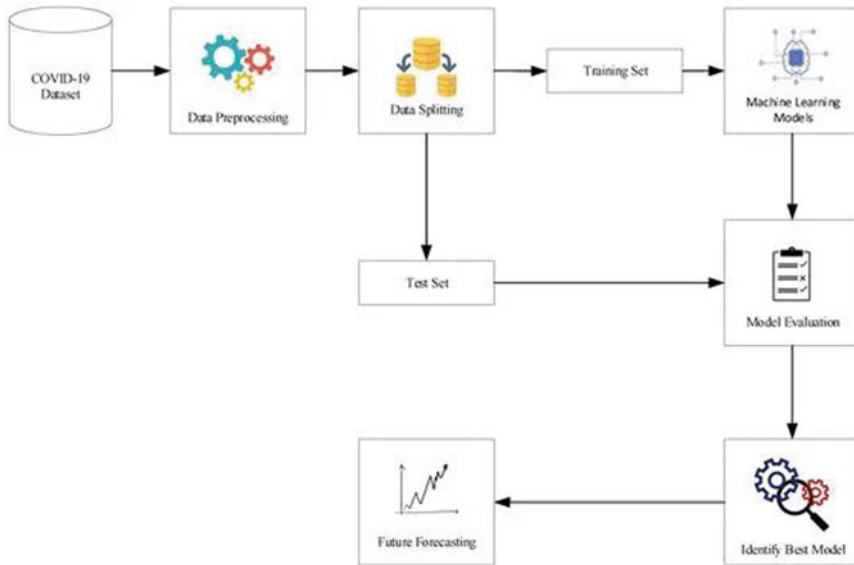 COVID-19
Dataset
Data Preprocessing
Data Splitting
Training Set
Machine Learning
Models
Test Set
Model Evaluation
Future Forecasting
Identify Best Model